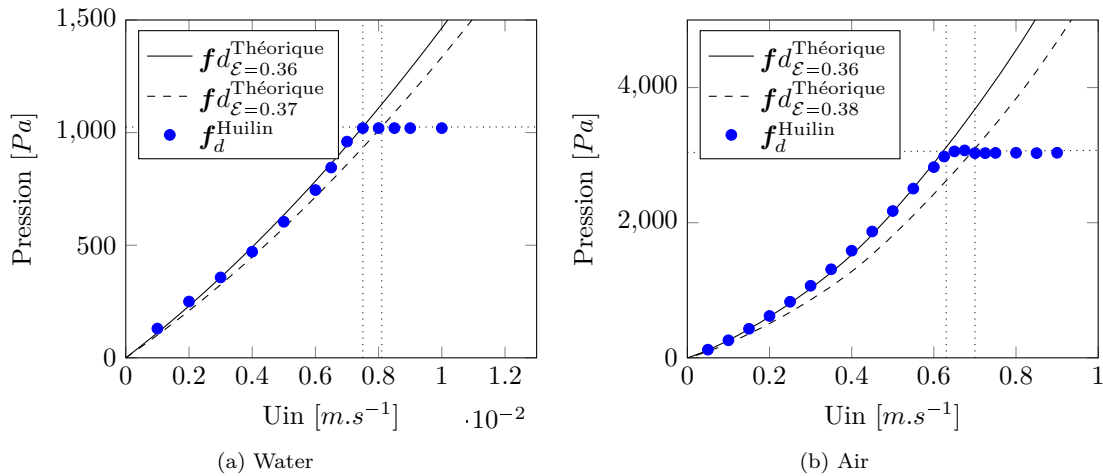 1,500
1,000
500
0
Pression [Pa]
0 0.2 0.4 0.6 0.8 1 1.2
·10⁻²
Uin [m.s⁻¹]
fd^Théorique_ℰ=0.36
fd^Théorique_ℰ=0.37
f_d^Huilin
(a) Water
4,000
2,000
0
Pression [Pa]
0 0.2 0.4 0.6 0.8 1
Uin [m.s⁻¹]
fd^Théorique_ℰ=0.36
fd^Théorique_ℰ=0.38
f_d^Huilin
(b) Air